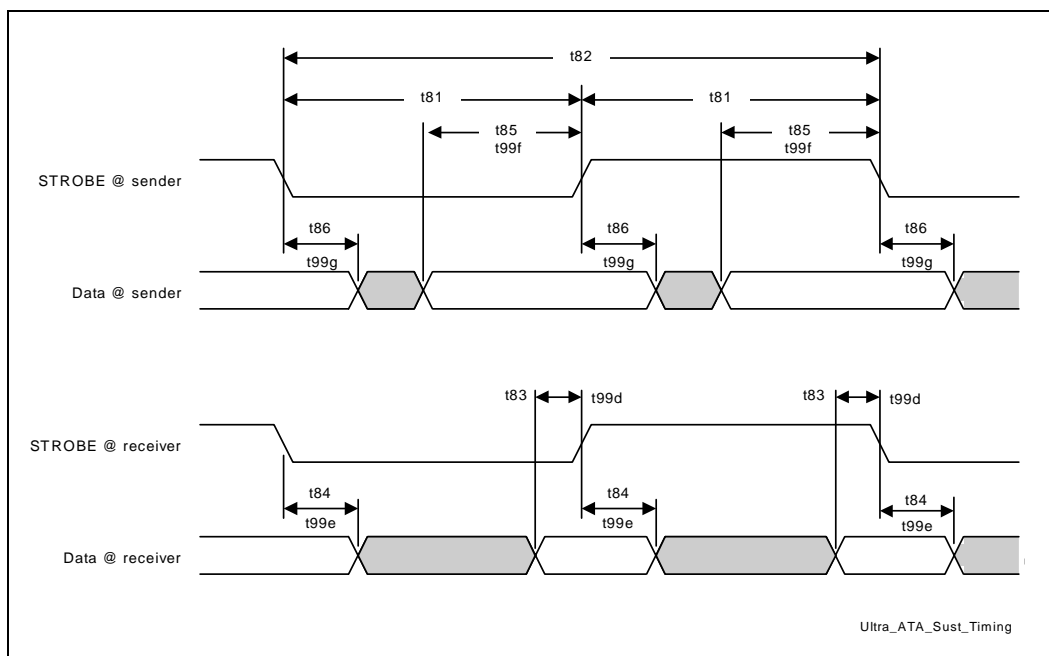 t82
t81 t81
t85 t85
t99f t99f
STROBE @ sender
t86 t86 t86
t99g t99g t99g
Data @ sender
t83 t99d t83 t99d
STROBE @ receiver
t84 t84 t84
t99e t99e t99e
Data @ receiver
Ultra_ATA_Sust_Timing